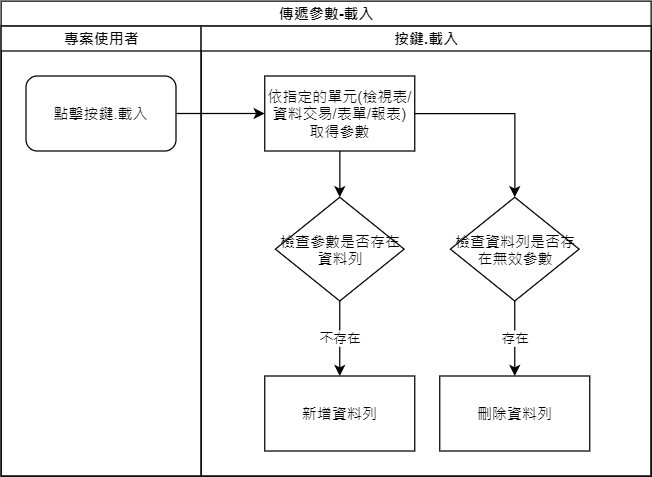 傳遞參數-載入
專案使用者
按鍵.載入
點擊按鍵.載入
依指定的單元(檢視表/
資料交易/表單/報表)
取得參數
檢查參數是否存在
資料列
檢查資料列是否存
在無效參數
不存在
存在
新增資料列
刪除資料列